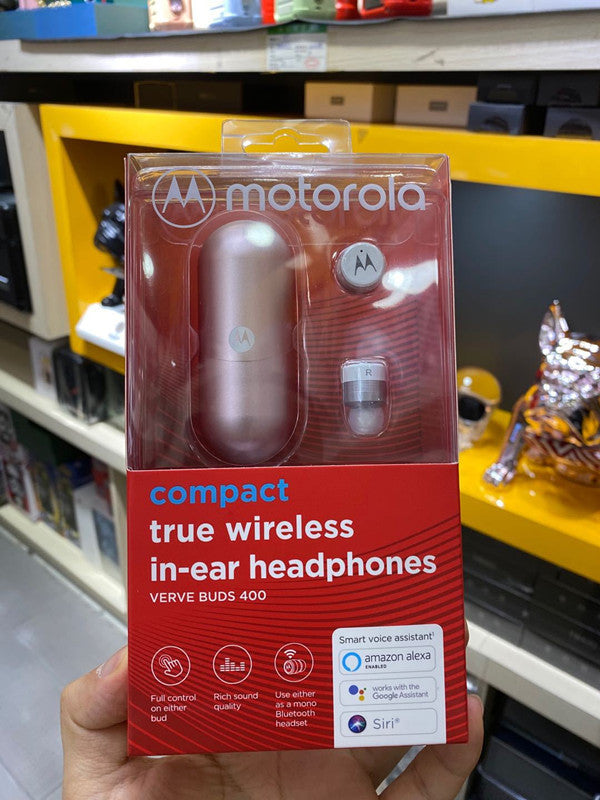 motorola
R
compact
true wireless
in-ear headphones
VERVE BUDS 400
Full control
on either
bud
Rich sound
quality
Use either
as a mono
Bluetooth
headset
Smart voice assistant¹
amazon alexa
ENABLED
works with the
Google Assistant
Siri®